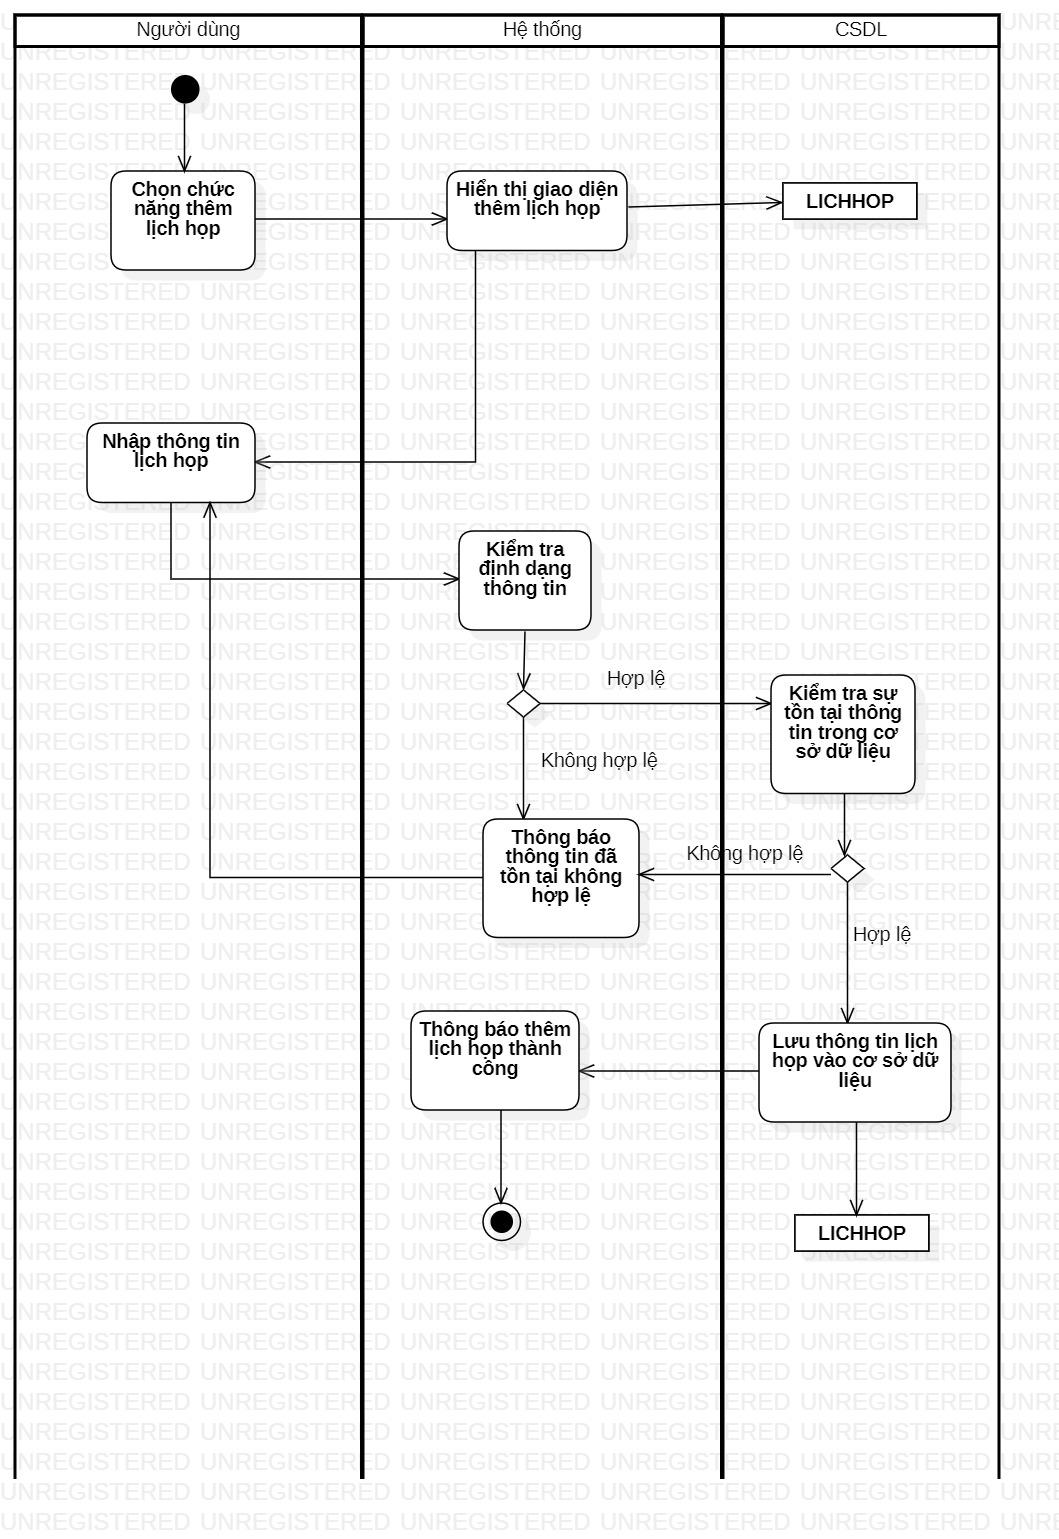 Người dùng
Hệ thống
CSDL
Chọn chức
năng thêm
lịch họp
Hiển thị giao diện
thêm lịch họp
LICHHOP
Nhập thông tin
lịch họp
Kiểm tra
định dạng
thông tin
Hợp lệ
Kiểm tra sự
tồn tại thông
tin trong cơ
sở dữ liệu
Không hợp lệ
Thông báo
thông tin đã
tồn tại không
hợp lệ
Không hợp lệ
Hợp lệ
Thông báo thêm
lịch họp thành
công
Lưu thông tin lịch
họp vào cơ sở dữ
liệu
LICHHOP
UNREGISTERED